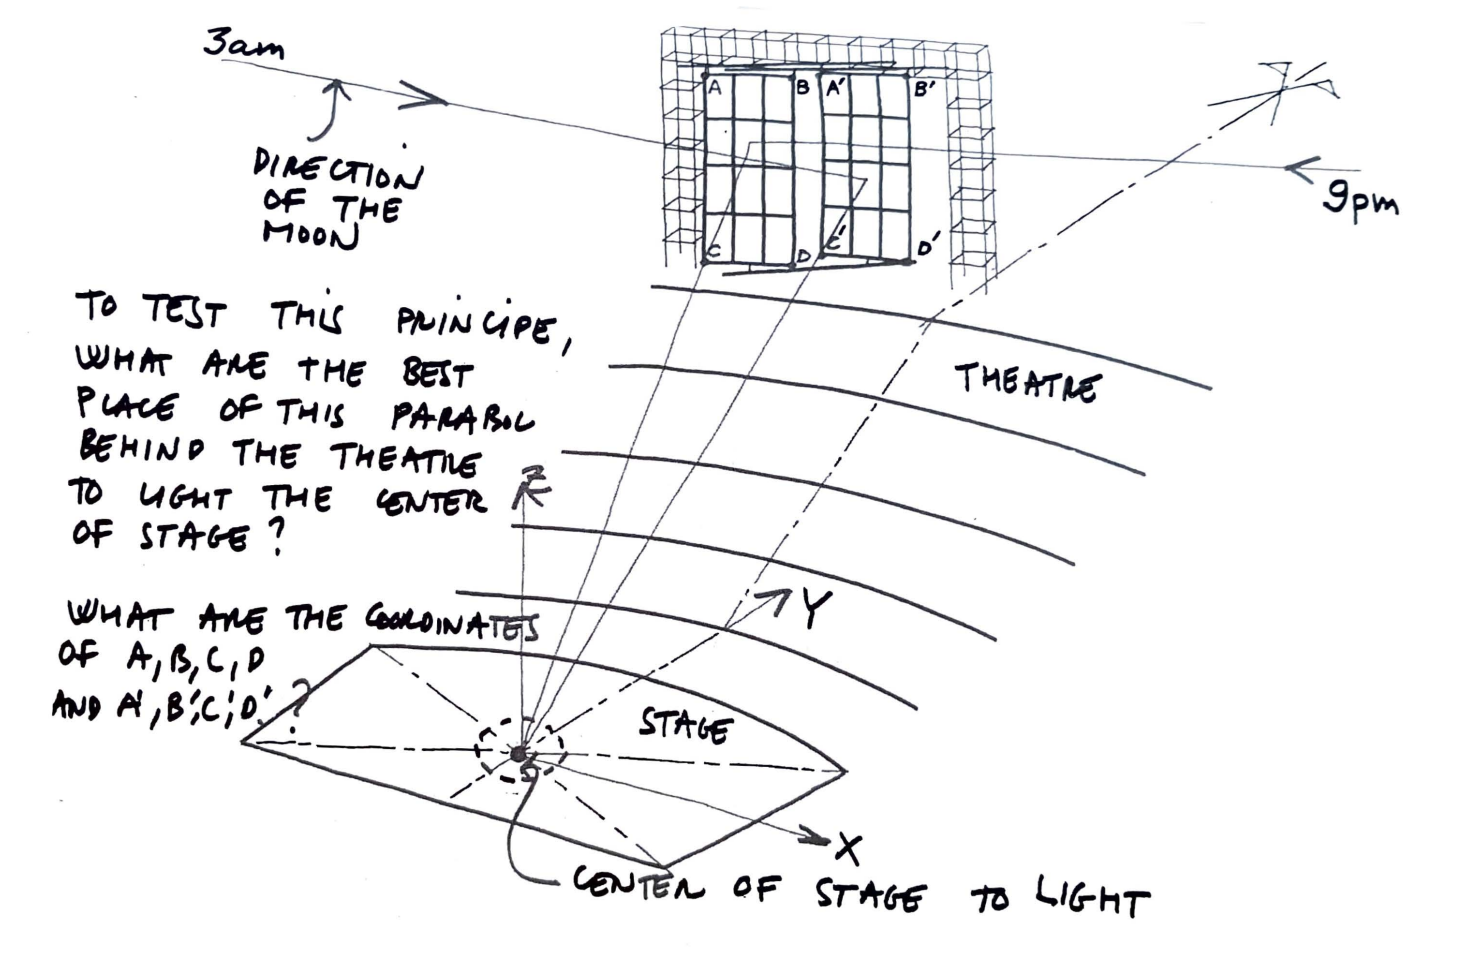 3am
DIRECTION
OF THE
MOON
A B A' B'
C D C' D'
9pm
TO TEST THIS PRINCIPE,
WHAT ARE THE BEST
PLACE OF THIS PARABOL
BEHIND THE THEATRE
TO LIGHT THE CENTER
OF STAGE?
THEATRE
Z
Y
WHAT ARE THE COORDINATES
OF A, B, C, D
AND A', B', C', D'?
STAGE
X
CENTER OF STAGE TO LIGHT